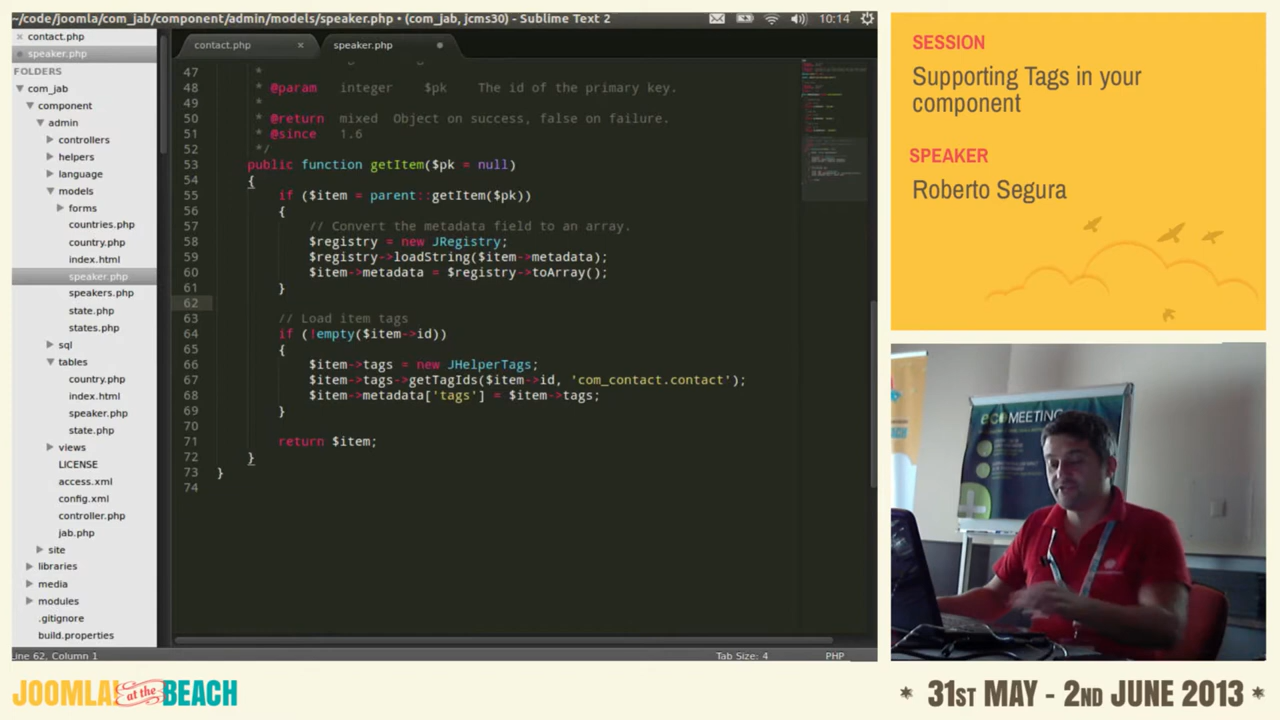 ~/code/joomla/com_jab/component/admin/models/speaker.php • (com_jab, jcms30) - Sublime Text 2
10:14
contact.php
speaker.php
FOLDERS
com_jab
component
admin
controllers
helpers
language
models
forms
countries.php
country.php
index.html
speaker.php
speakers.php
state.php
states.php
sql
tables
country.php
index.html
speaker.php
state.php
views
LICENSE
access.xml
config.xml
controller.php
jab.php
site
libraries
media
modules
.gitignore
build.properties
contact.php
speaker.php
47 *
48 * @param integer $pk The id of the primary key.
49 *
50 * @return mixed Object on success, false on failure.
51 * @since 1.6
52 */
53 public function getItem($pk = null)
54 {
55 if ($item = parent::getItem($pk))
56 {
57 // Convert the metadata field to an array.
58 $registry = new JRegistry;
59 $registry->loadString($item->metadata);
60 $item->metadata = $registry->toArray();
61 }
62
63 // Load item tags
64 if (!empty($item->id))
65 {
66 $item->tags = new JHelperTags;
67 $item->tags->getTagIds($item->id, 'com_contact.contact');
68 $item->metadata['tags'] = $item->tags;
69 }
70
71 return $item;
72 }
73 }
74
Line 62, Column 1
Tab Size: 4
PHP
SESSION
Supporting Tags in your
component
SPEAKER
Roberto Segura
ecoMEETING
JOOMLA! at the BEACH
* 31ST MAY - 2ND JUNE 2013 *